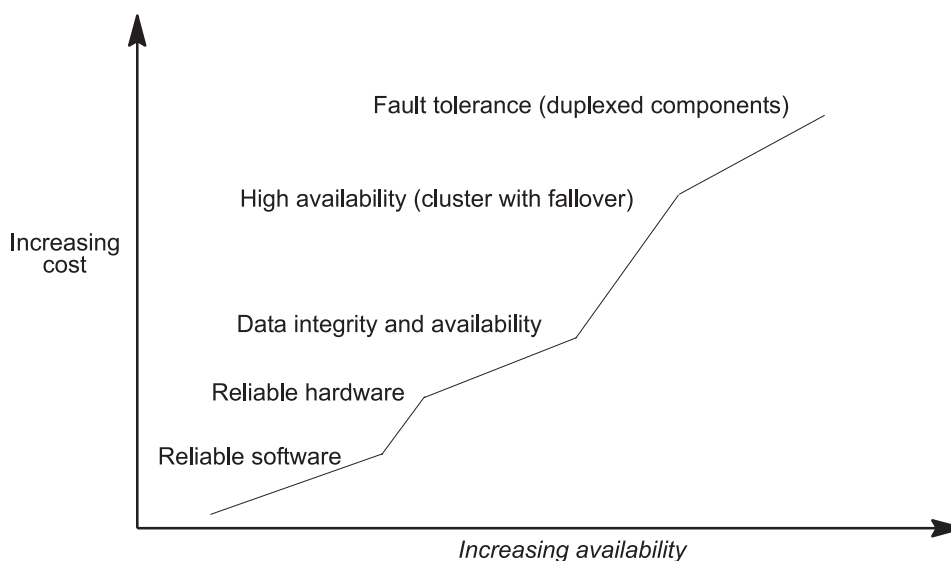 Fault tolerance (duplexed components)
High availability (cluster with fallover)
Increasing
cost
Data integrity and availability
Reliable hardware
Reliable software
Increasing availability